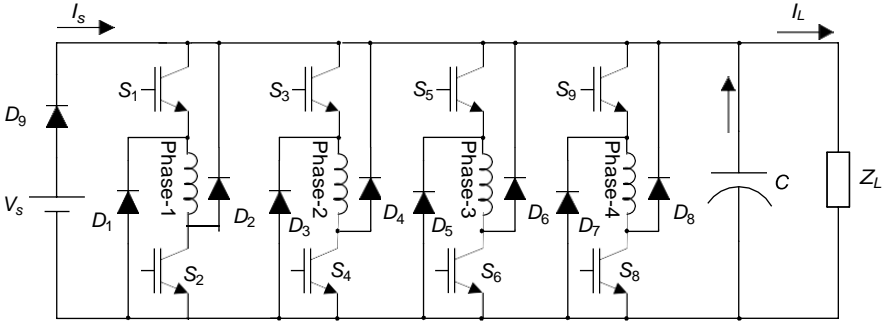 I_s
I_L
S_1
S_3
S_5
S_9
D_9
Phase-1
Phase-2
Phase-3
Phase-4
V_s
D_1
D_2
D_3
D_4
D_5
D_6
D_7
D_8
C
Z_L
S_2
S_4
S_6
S_8